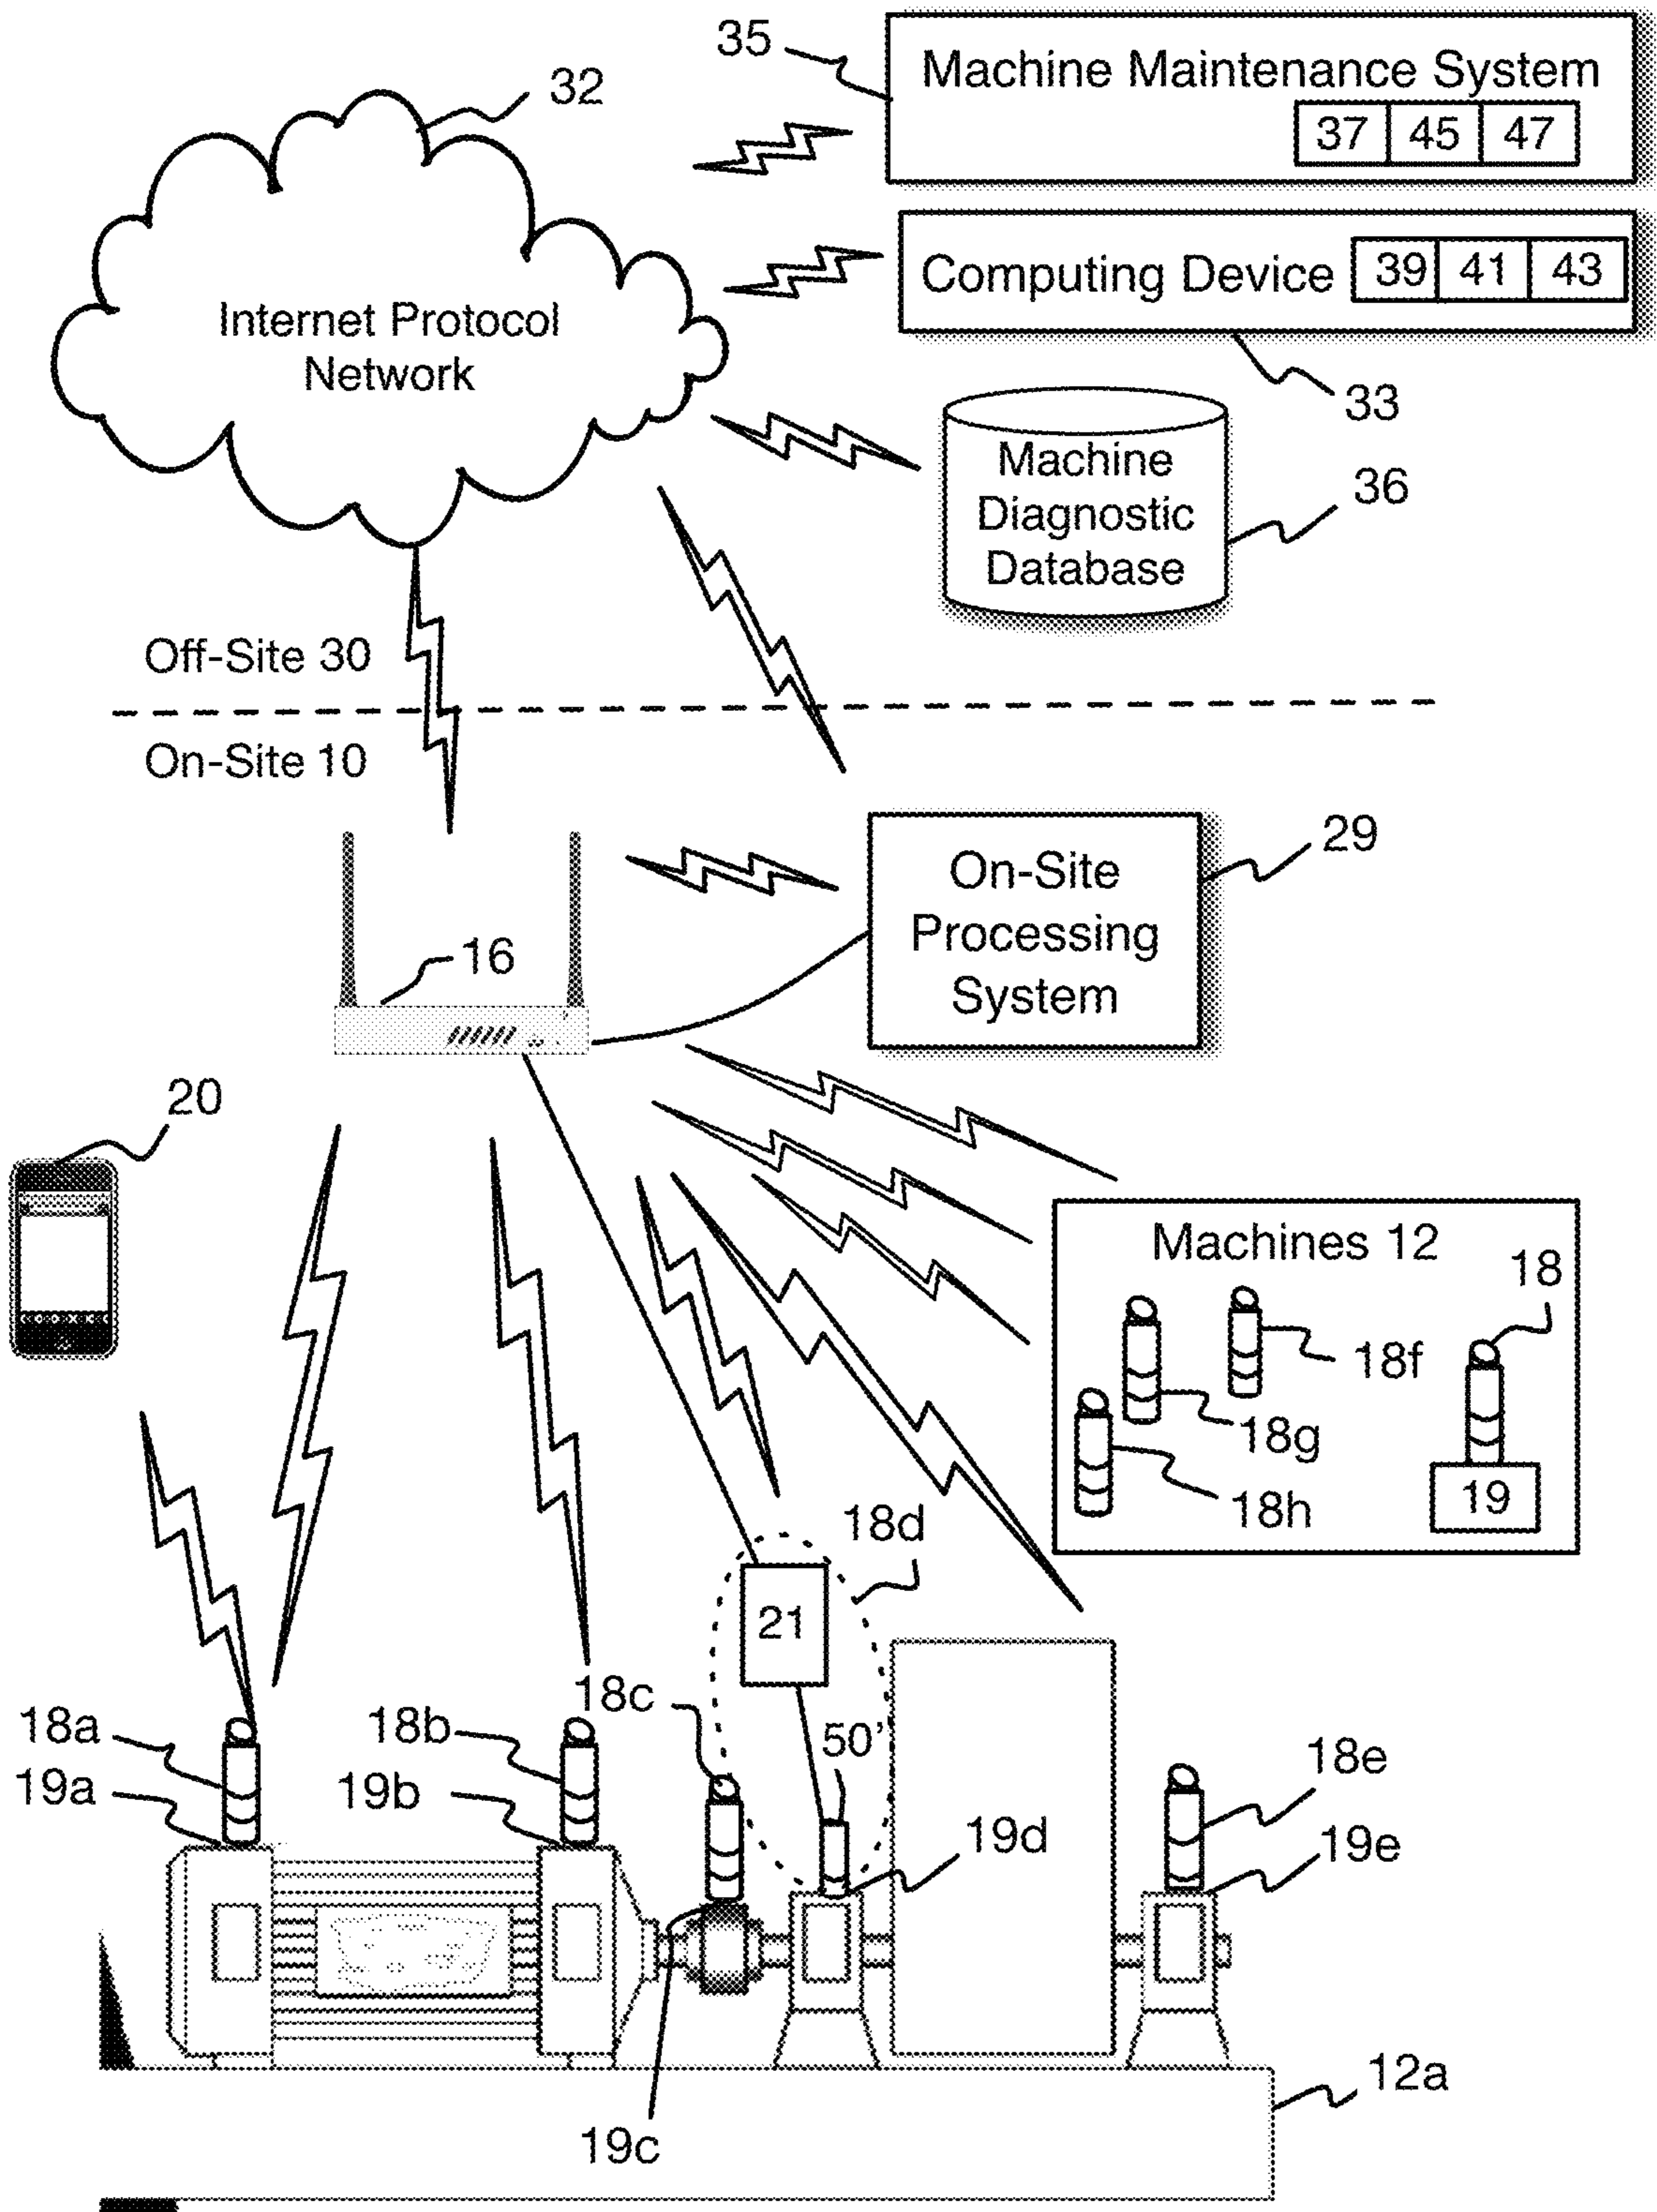 35
Machine Maintenance System
37 45 47
32
Computing Device 39 41 43
Internet Protocol
Network
33
Machine
Diagnostic
Database
36
Off-Site 30
On-Site 10
29
On-Site
Processing
System
16
20
Machines 12
18
18f
18g
18h
19
18d
21
18c
18a
18b
50'
18e
19a
19b
19d
19e
12a
19c